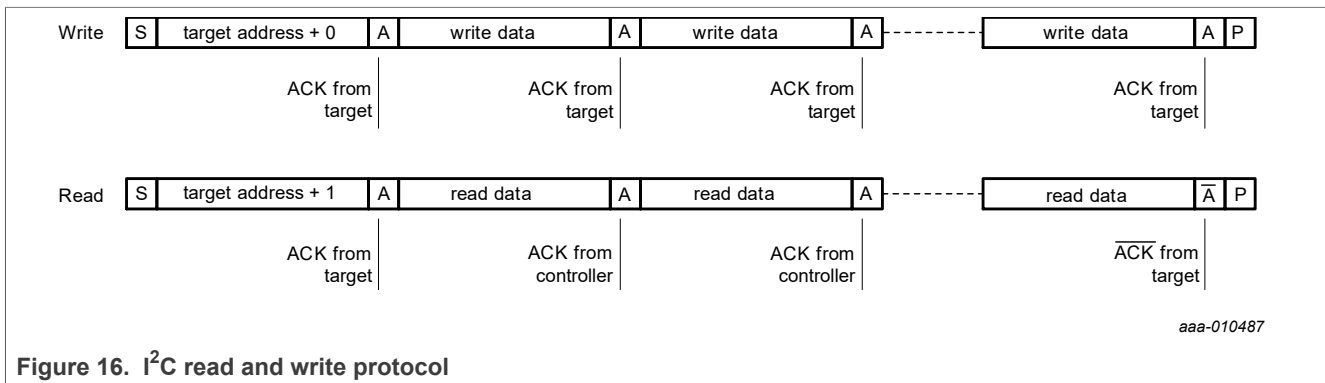 Write S target address + 0 A write data A write data A write data A P
ACK from target ACK from target ACK from target ACK from target
Read S target address + 1 A read data A read data A read data A̅ P
ACK from target ACK from controller ACK from controller A̅C̅K̅ from target
aaa-010487
Figure 16. I²C read and write protocol